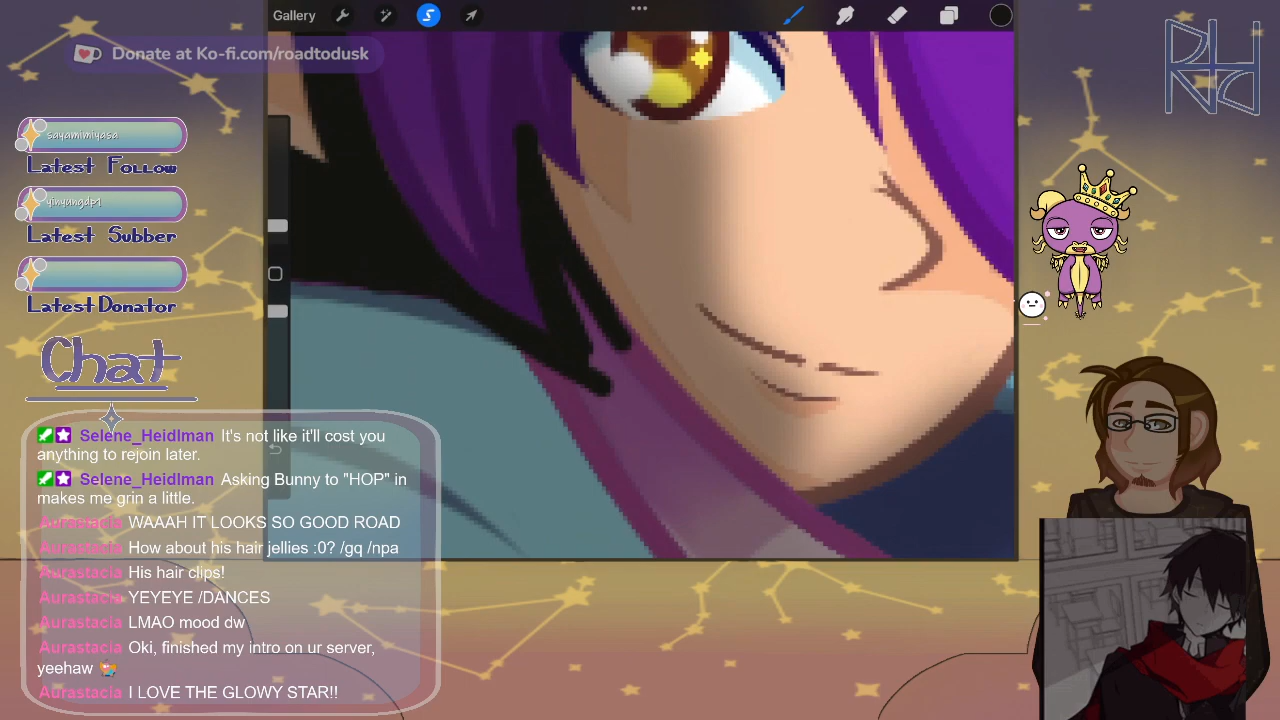 Gallery
Donate at Ko-fi.com/roadtodusk
sayamimiyasa
Latest Follow
yinyangdp1
Latest Subber
Latest Donator
Chat
Selene_Heidlman It's not like it'll cost you
anything to rejoin later.
Selene_Heidlman Asking Bunny to "HOP" in
makes me grin a little.
Aurastacia WAAAH IT LOOKS SO GOOD ROAD
Aurastacia How about his hair jellies :0? /gq /npa
Aurastacia His hair clips!
Aurastacia YEYEYE /DANCES
Aurastacia LMAO mood dw
Aurastacia Oki, finished my intro on ur server,
yeehaw
Aurastacia I LOVE THE GLOWY STAR!!